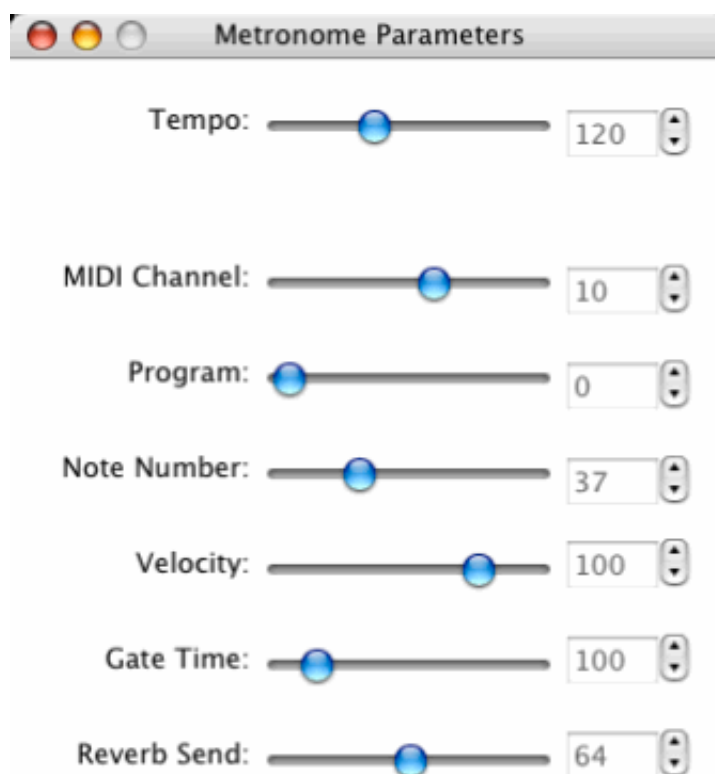 Metronome Parameters
Tempo: 120
MIDI Channel: 10
Program: 0
Note Number: 37
Velocity: 100
Gate Time: 100
Reverb Send: 64